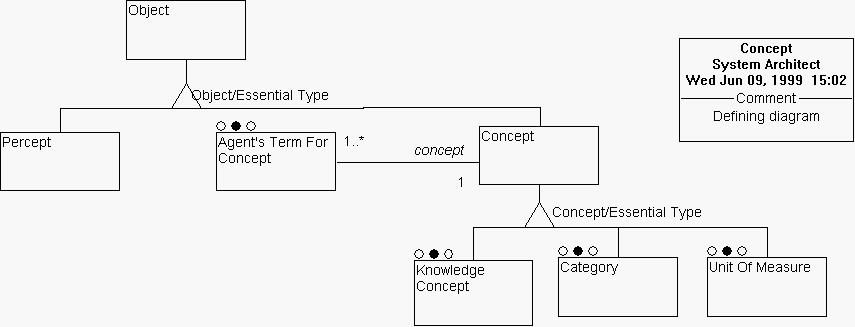 Object
Concept
System Architect
Wed Jun 09, 1999 15:02
Comment
Defining diagram
Object/Essential Type
Percept
Agent's Term For
Concept
1..*
concept
1
Concept
Concept/Essential Type
Knowledge
Concept
Category
Unit Of Measure